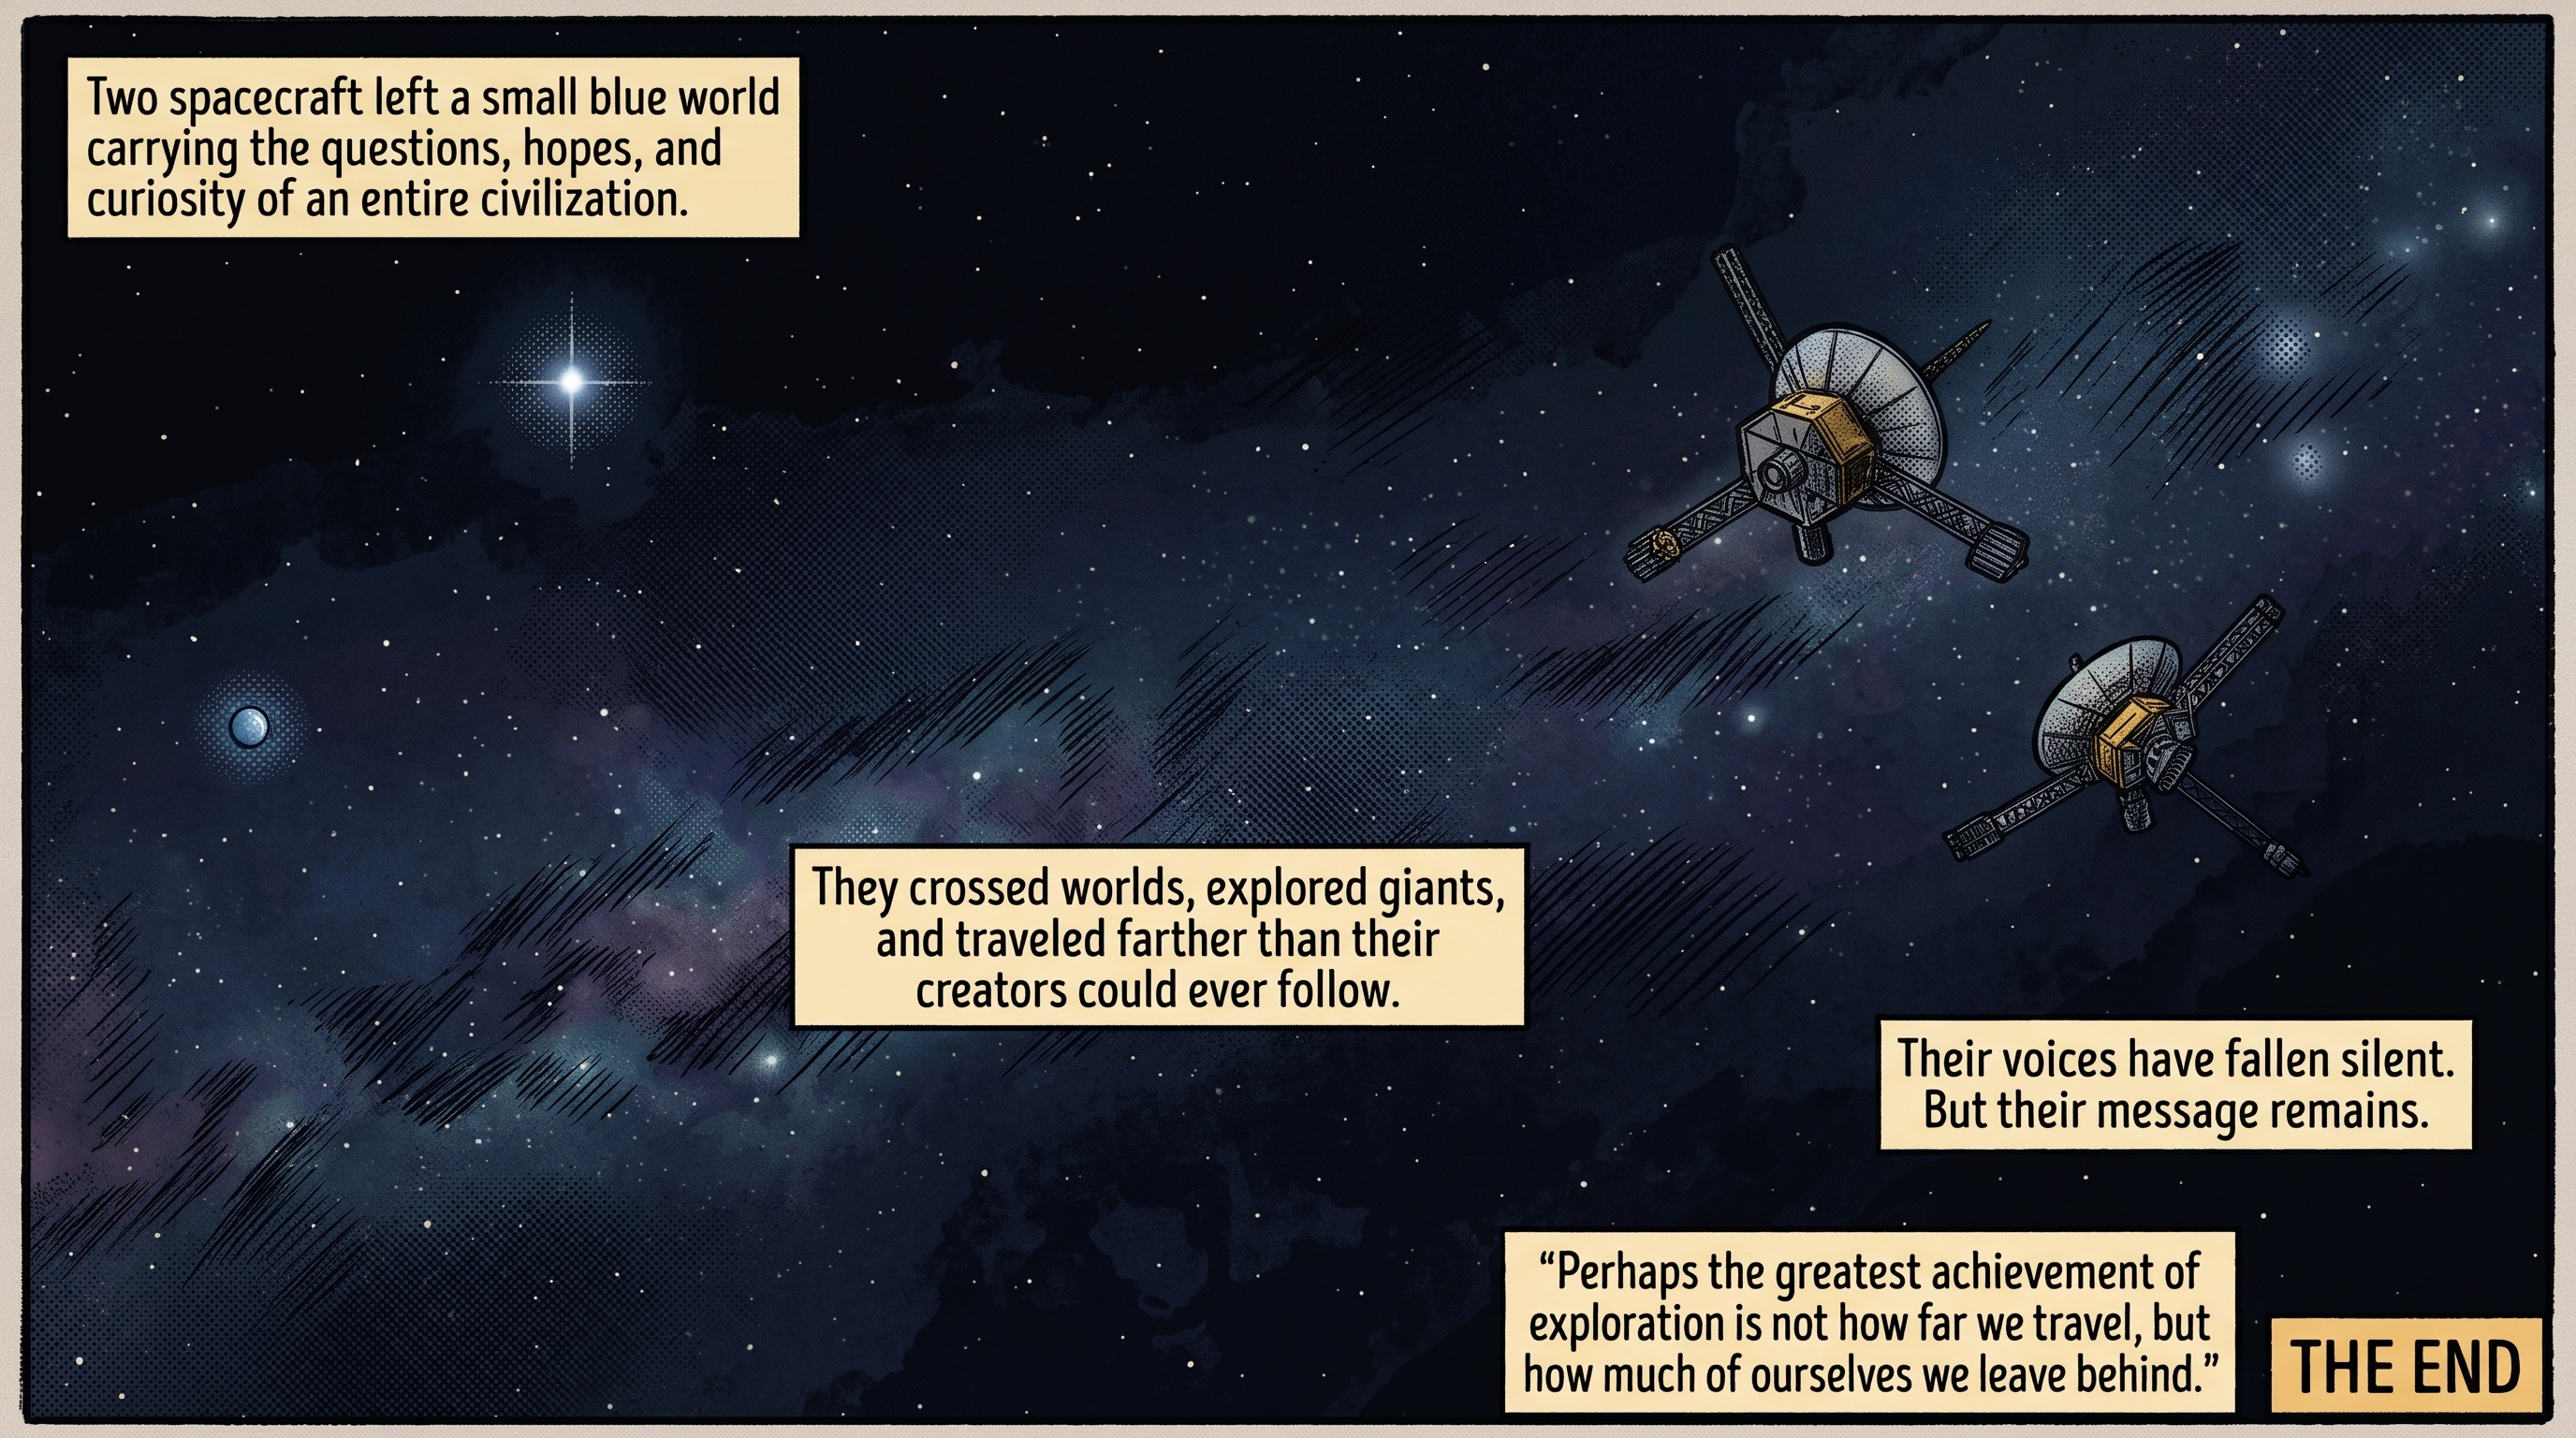 Two spacecraft left a small blue world
carrying the questions, hopes, and
curiosity of an entire civilization.
They crossed worlds, explored giants,
and traveled farther than their
creators could ever follow.
Their voices have fallen silent.
But their message remains.
“Perhaps the greatest achievement of
exploration is not how far we travel, but
how much of ourselves we leave behind.”
THE END